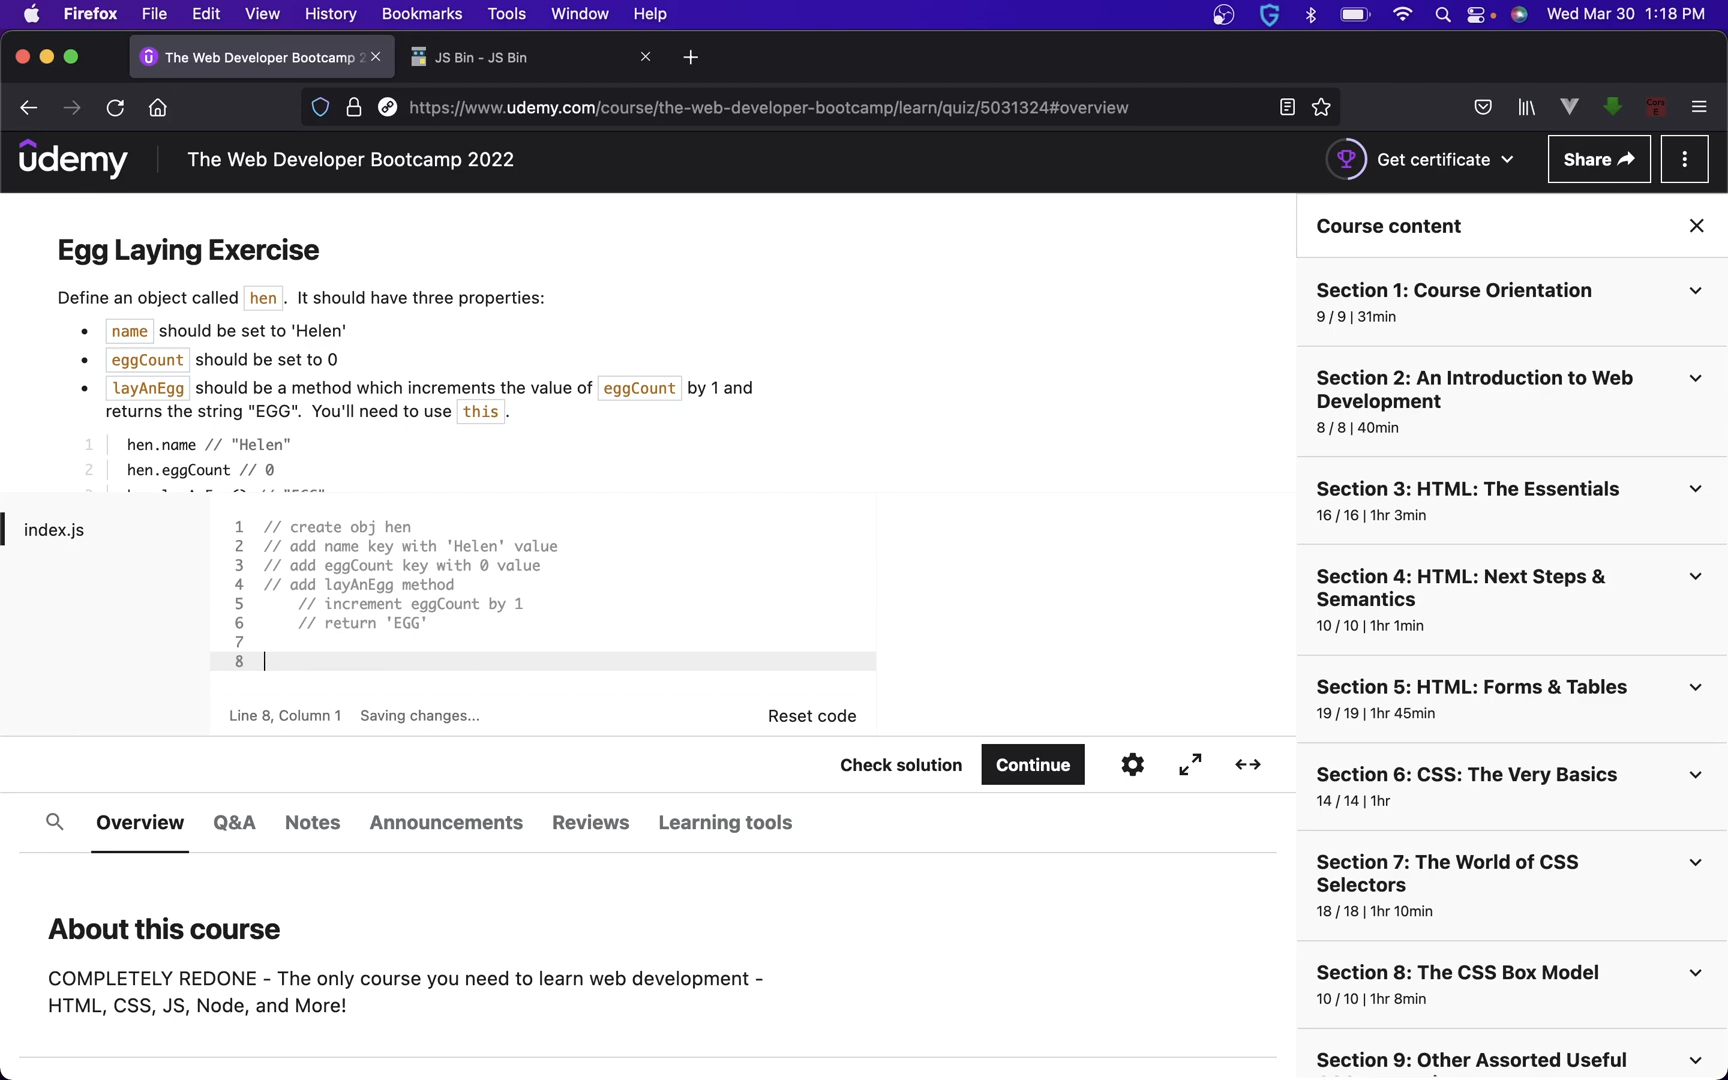 Firefox File Edit View History Bookmarks Tools Window Help Wed Mar 30 1:18 PM
The Web Developer Bootcamp 2
JS Bin - JS Bin
https://www.udemy.com/course/the-web-developer-bootcamp/learn/quiz/5031324#overview
udemy
The Web Developer Bootcamp 2022
Get certificate
Share
Egg Laying Exercise
Define an object called hen. It should have three properties:
• name should be set to 'Helen'
• eggCount should be set to 0
• layAnEgg should be a method which increments the value of eggCount by 1 and
returns the string "EGG". You'll need to use this.
1 hen.name // "Helen"
2 hen.eggCount // 0
index.js
1 // create obj hen
2 // add name key with 'Helen' value
3 // add eggCount key with 0 value
4 // add layAnEgg method
5 // increment eggCount by 1
6 // return 'EGG'
7
8
Line 8, Column 1 Saving changes...
Reset code
Check solution
Continue
Overview Q&A Notes Announcements Reviews Learning tools
About this course
COMPLETELY REDONE - The only course you need to learn web development -
HTML, CSS, JS, Node, and More!
Course content
Section 1: Course Orientation
9 / 9 | 31min
Section 2: An Introduction to Web
Development
8 / 8 | 40min
Section 3: HTML: The Essentials
16 / 16 | 1hr 3min
Section 4: HTML: Next Steps &
Semantics
10 / 10 | 1hr 1min
Section 5: HTML: Forms & Tables
19 / 19 | 1hr 45min
Section 6: CSS: The Very Basics
14 / 14 | 1hr
Section 7: The World of CSS
Selectors
18 / 18 | 1hr 10min
Section 8: The CSS Box Model
10 / 10 | 1hr 8min
Section 9: Other Assorted Useful